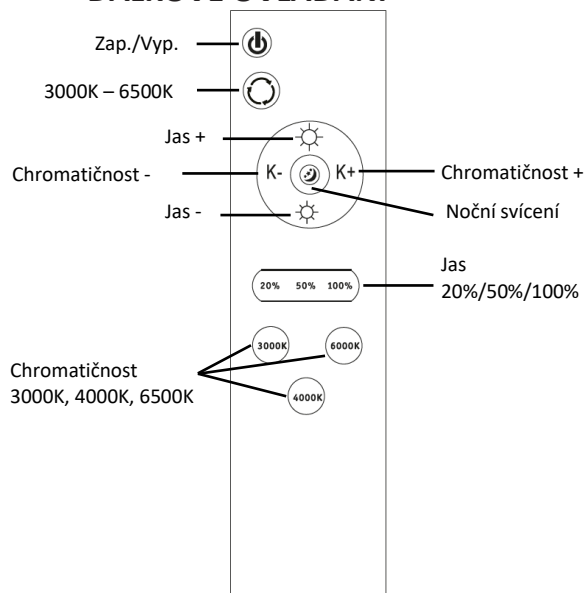 Zap./Vyp.
3000K – 6500K
Jas +
Chromatičnost -
K-
K+
Chromatičnost +
Jas -
Noční svícení
20% 50% 100%
Jas
20%/50%/100%
3000K
6000K
Chromatičnost
3000K, 4000K, 6500K
4000K